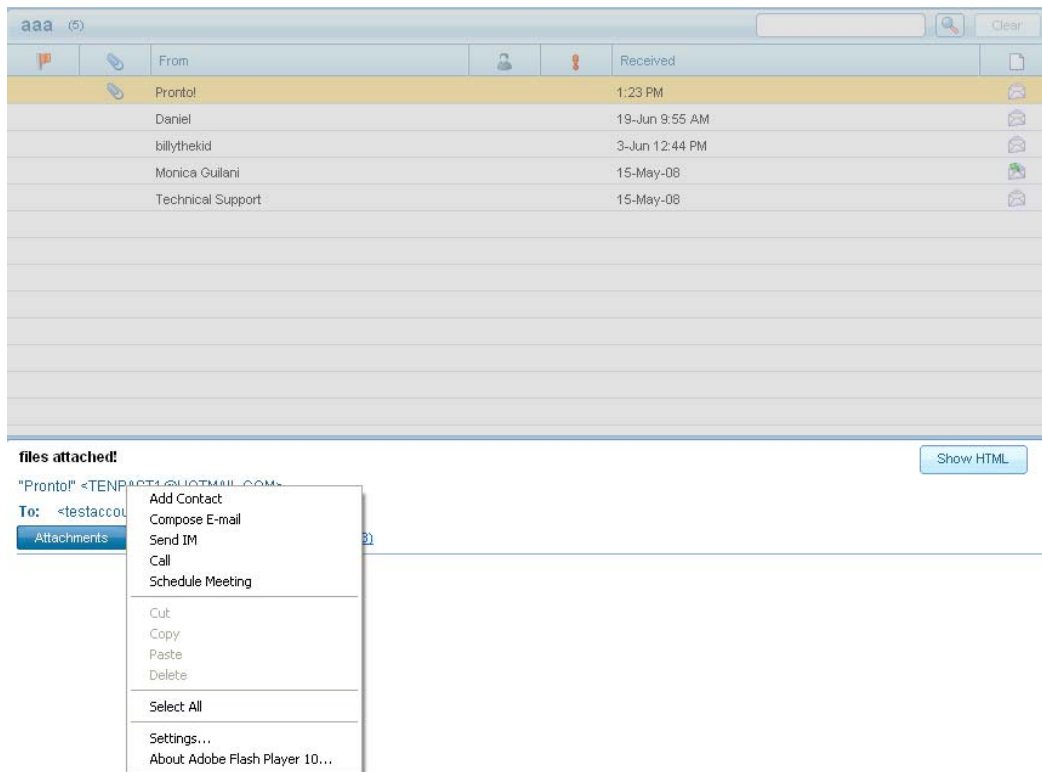 aaa (5)
Clear
From Received
Pronto! 1:23 PM
Daniel 19-Jun 9:55 AM
billythekid 3-Jun 12:44 PM
Monica Guilani 15-May-08
Technical Support 15-May-08
files attached!
Show HTML
"Pronto!"
To: <testaccou
Attachments
Add Contact
Compose E-mail
Send IM
Call
Schedule Meeting
Cut
Copy
Paste
Delete
Select All
Settings...
About Adobe Flash Player 10...